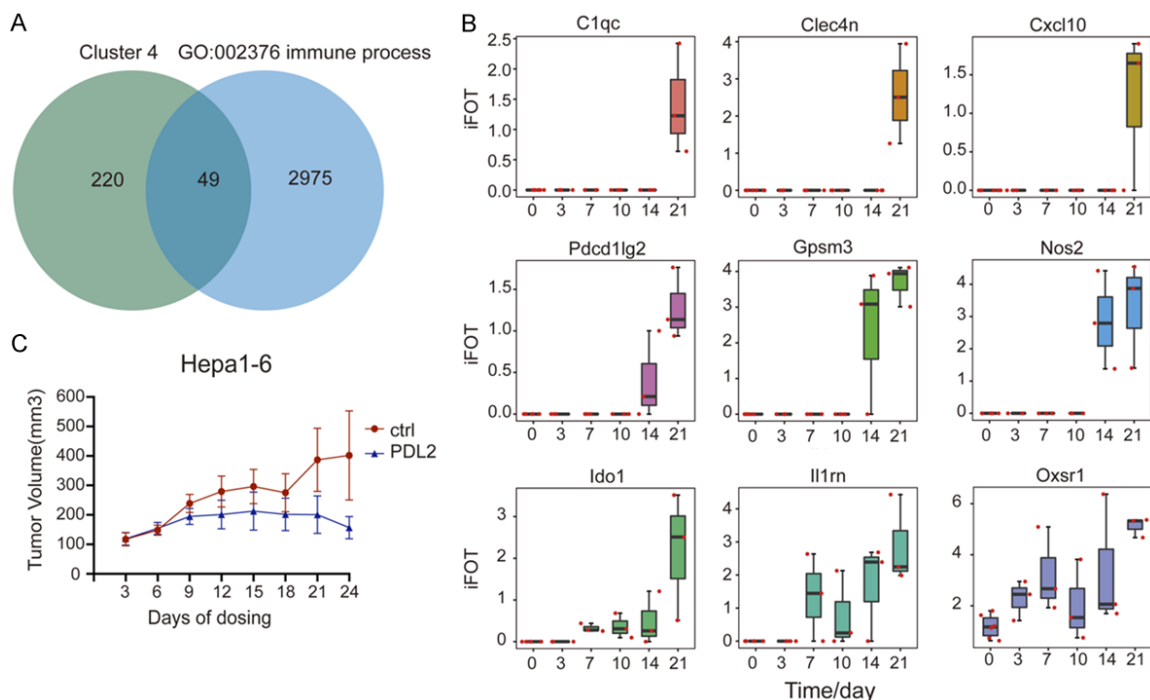 A
Cluster 4 GO:002376 immune process
220 49 2975
B
C1qc Clec4n Cxcl10
iFOT
2.5
2.0
1.5
1.0
0.5
0.0
0 3 7 10 14 21
4
3
2
1
0
0 3 7 10 14 21
1.5
1.0
0.5
0.0
0 3 7 10 14 21
Pdcd1lg2 Gpsm3 Nos2
iFOT
1.5
1.0
0.5
0.0
0 3 7 10 14 21
4
3
2
1
0
0 3 7 10 14 21
4
3
2
1
0
0 3 7 10 14 21
Ido1 Il1rn Oxsr1
iFOT
3
2
1
0
0 3 7 10 14 21
4
3
2
1
0
0 3 7 10 14 21
6
4
2
0 3 7 10 14 21
Time/day
C
Hepa1-6
Tumor Volume(mm3)
600
500
400
300
200
100
0
3 6 9 12 15 18 21 24
Days of dosing
ctrl
PDL2